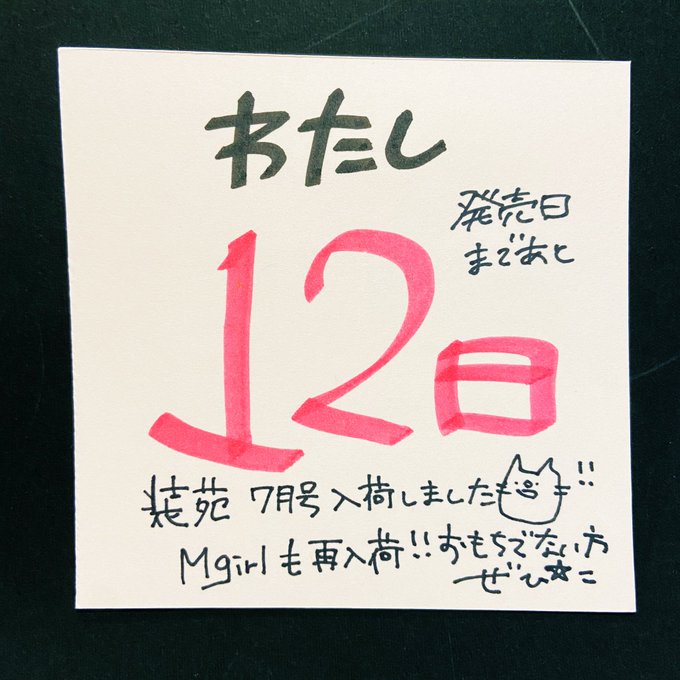 わたし
発売日
まであと
12日
装苑 7月号入荷しました!!
Mgirlも再入荷!!おもちでない方
ぜひ☆